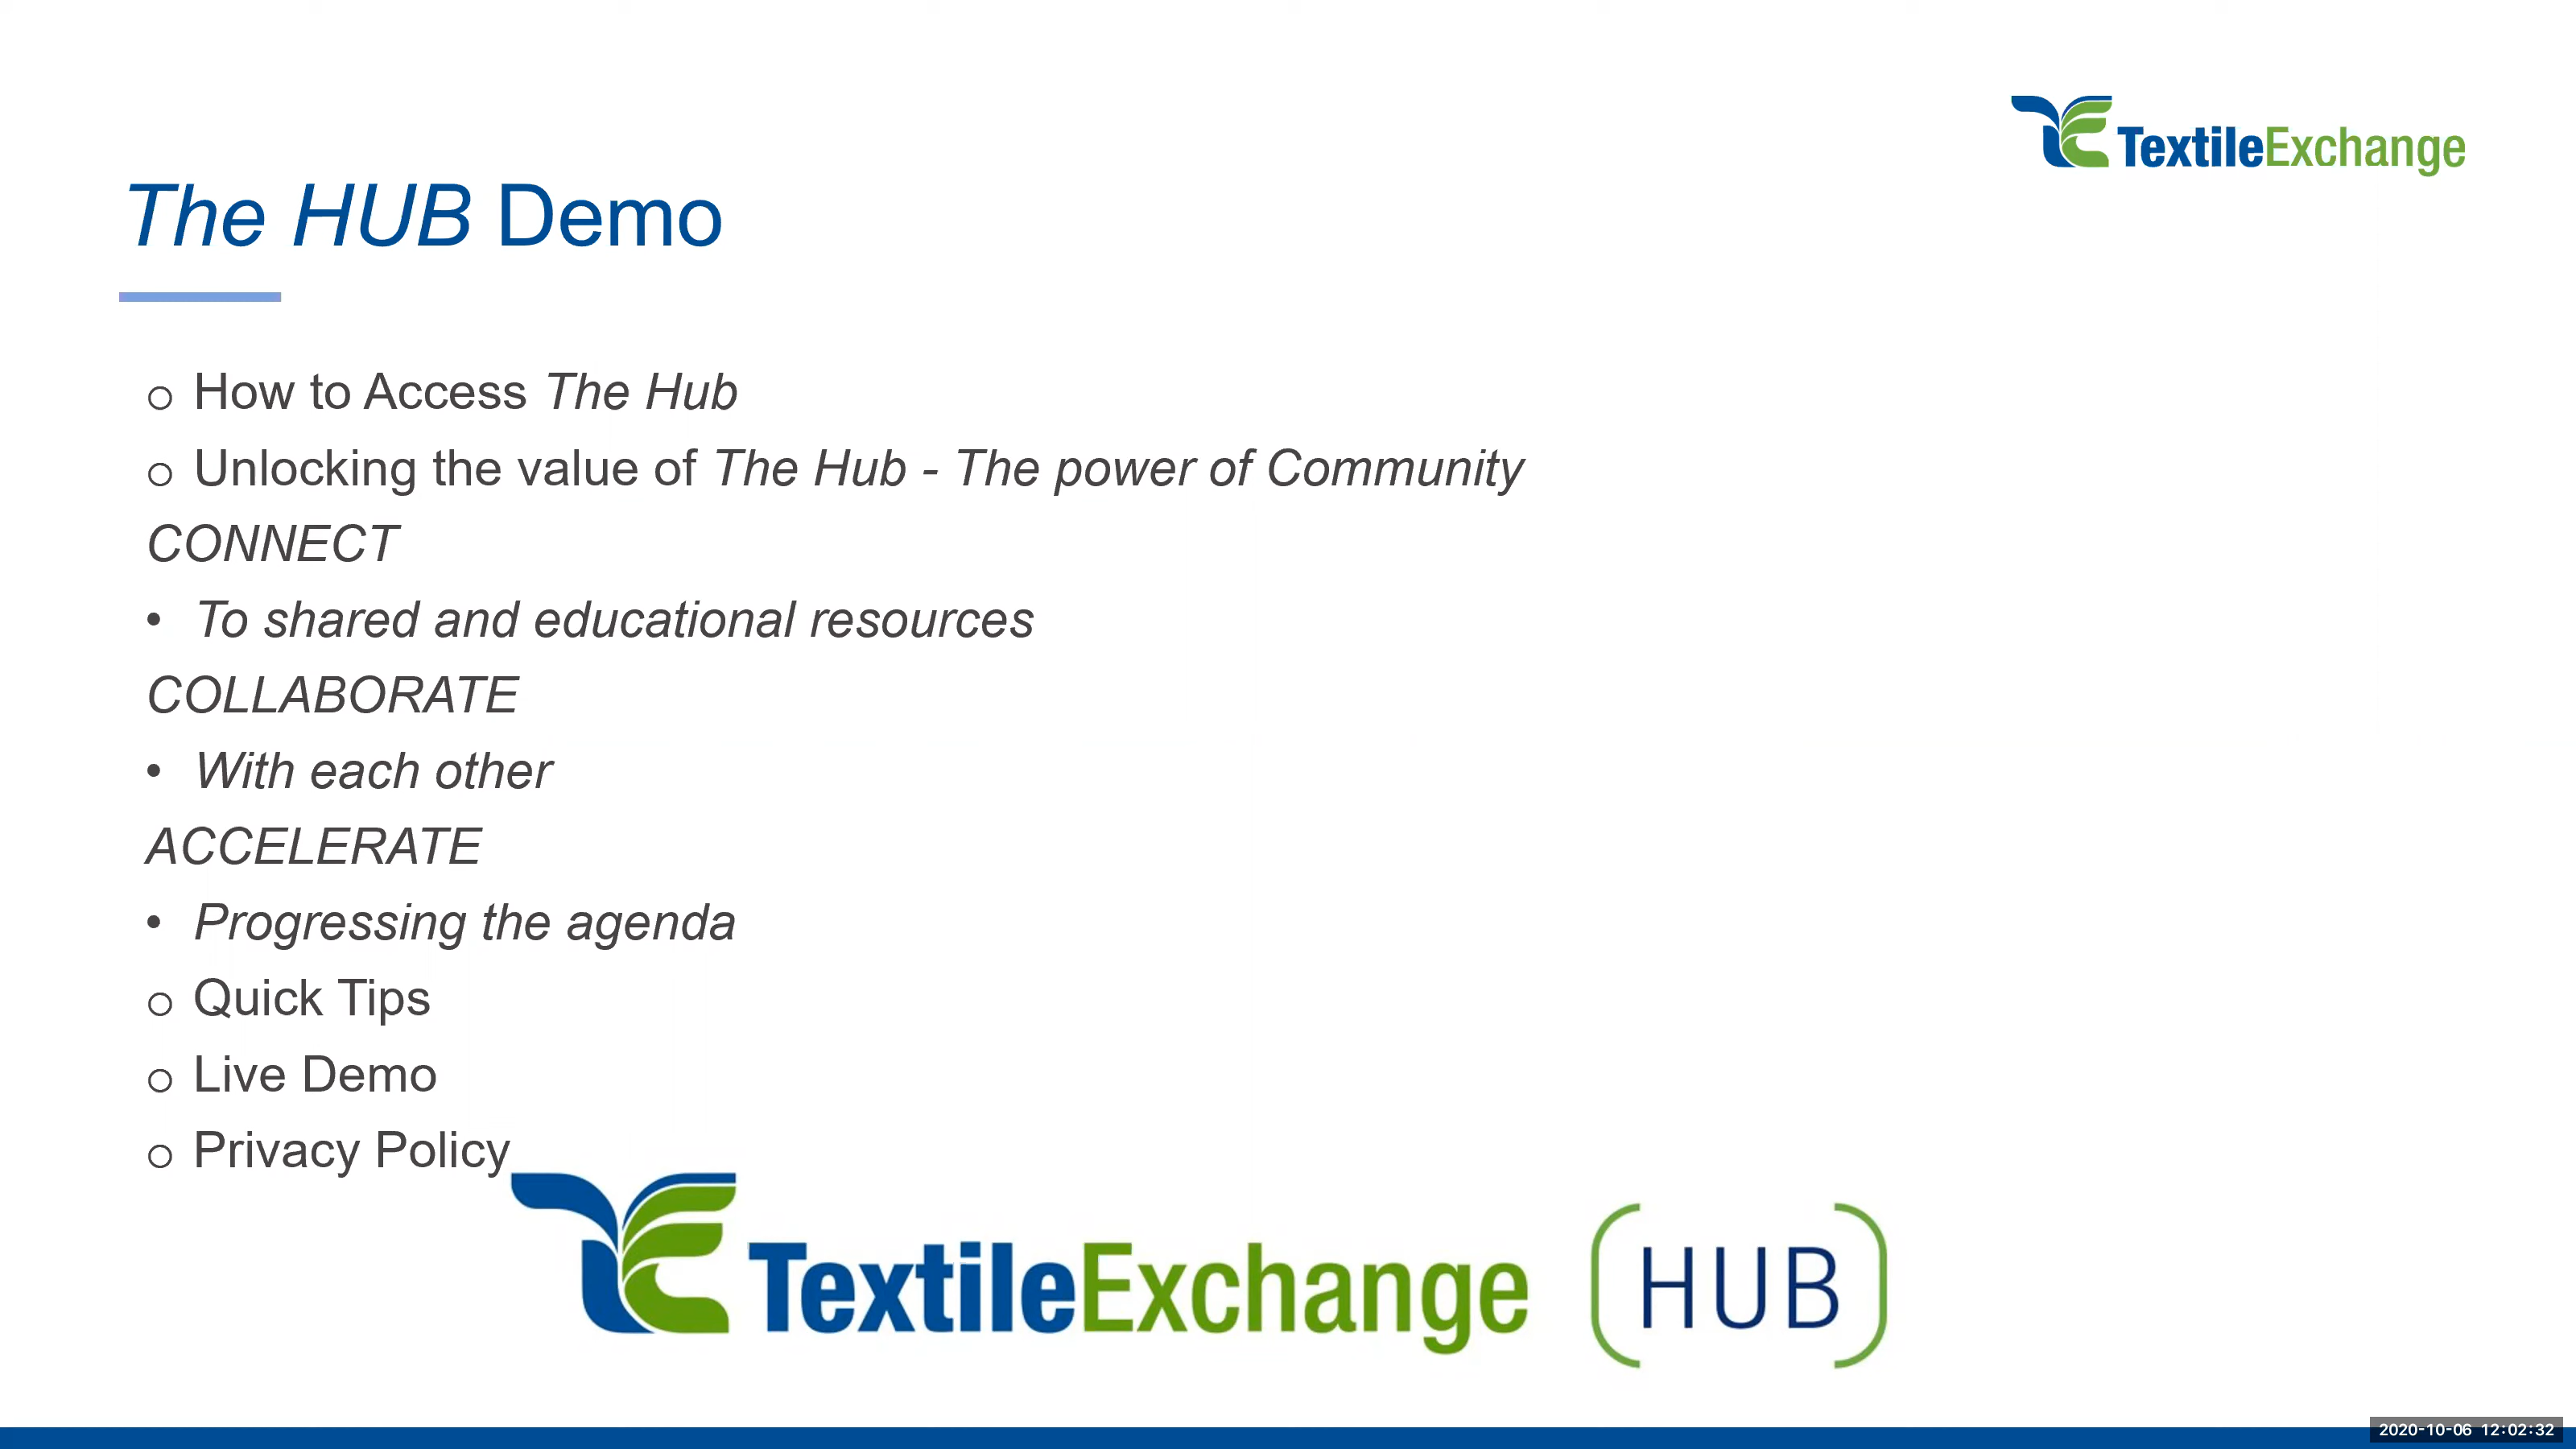 TextileExchange
The HUB Demo
o How to Access The Hub
o Unlocking the value of The Hub - The power of Community
CONNECT
• To shared and educational resources
COLLABORATE
• With each other
ACCELERATE
• Progressing the agenda
o Quick Tips
o Live Demo
o Privacy Policy
TextileExchange (HUB)
2020-10-06 12:02:32